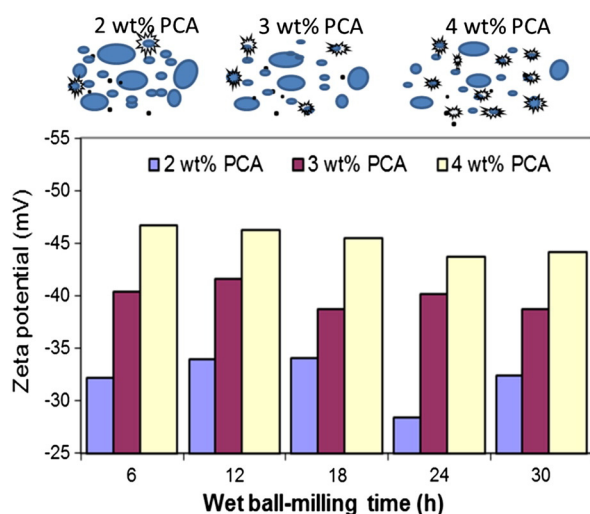 2 wt% PCA 3 wt% PCA 4 wt% PCA
-55
2 wt% PCA 3 wt% PCA 4 wt% PCA
-50
-45
-40
-35
-30
-25
Zeta potential (mV)
6 12 18 24 30
Wet ball-milling time (h)